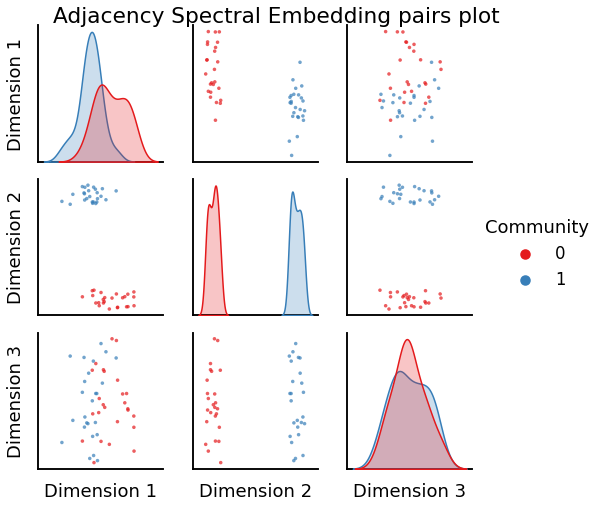 Adjacency Spectral Embedding pairs plot
Dimension 1
Dimension 2
Dimension 3
Community
0
1
Dimension 1
Dimension 2
Dimension 3